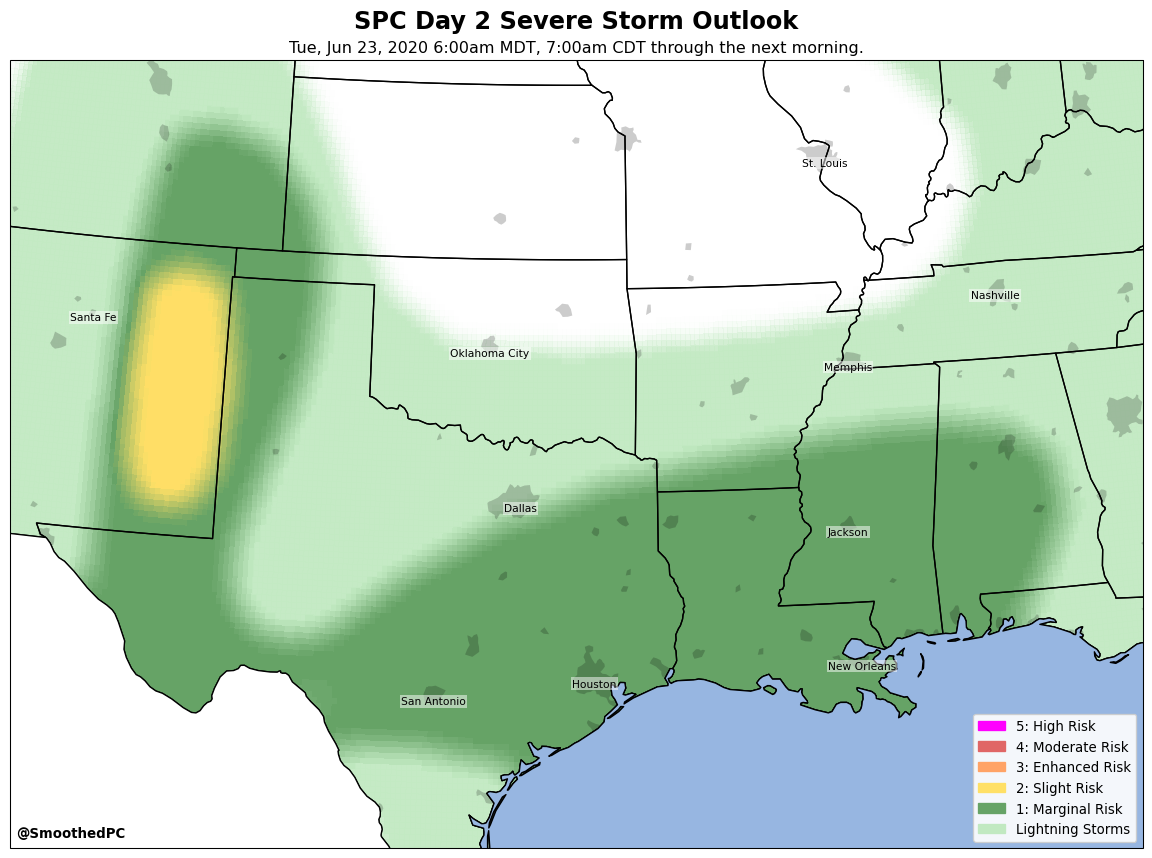 SPC Day 2 Severe Storm Outlook
Tue, Jun 23, 2020 6:00am MDT, 7:00am CDT through the next morning.
St. Louis
Nashville
Santa Fe
Oklahoma City
Memphis
Dallas
Jackson
New Orleans
Houston
San Antonio
5: High Risk
4: Moderate Risk
3: Enhanced Risk
2: Slight Risk
1: Marginal Risk
Lightning Storms
@SmoothedPC